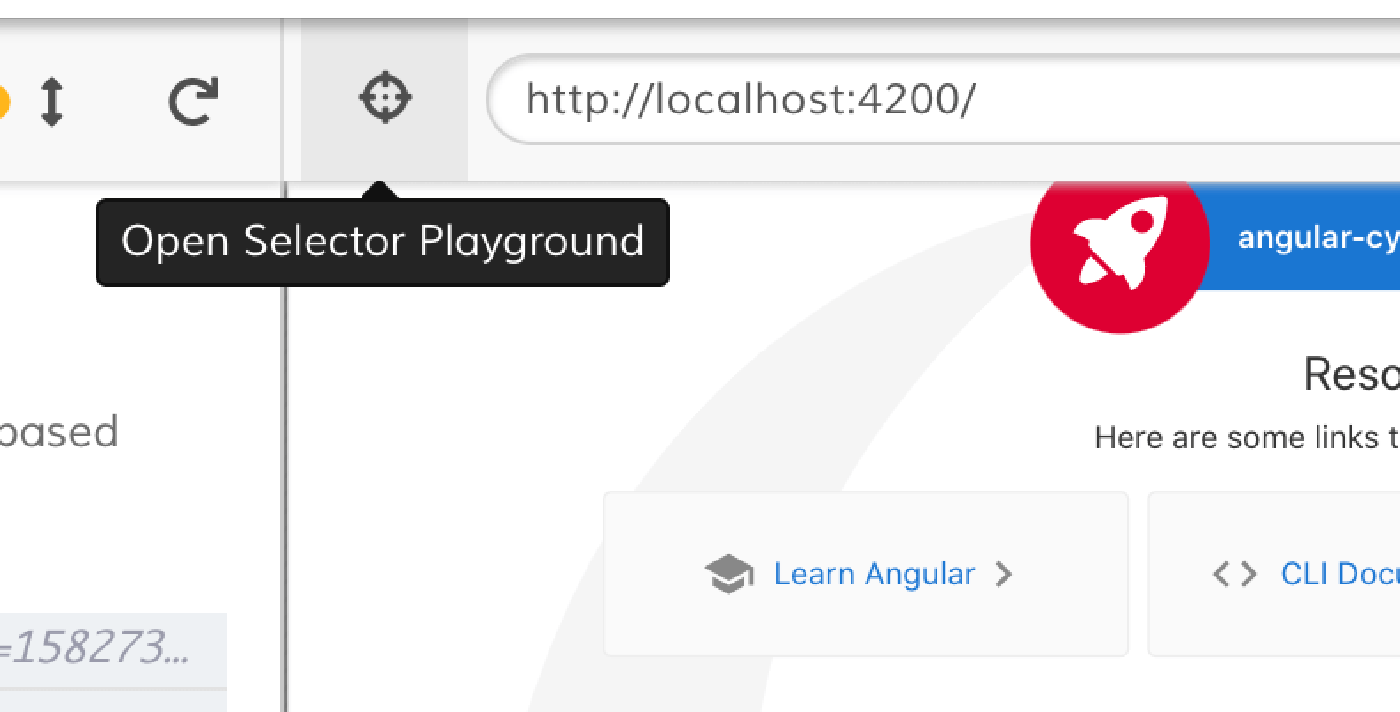 http://localhost:4200/
Open Selector Playground
angular-cy
Reso
based
Here are some links t
Learn Angular
CLI Docu
=158273...